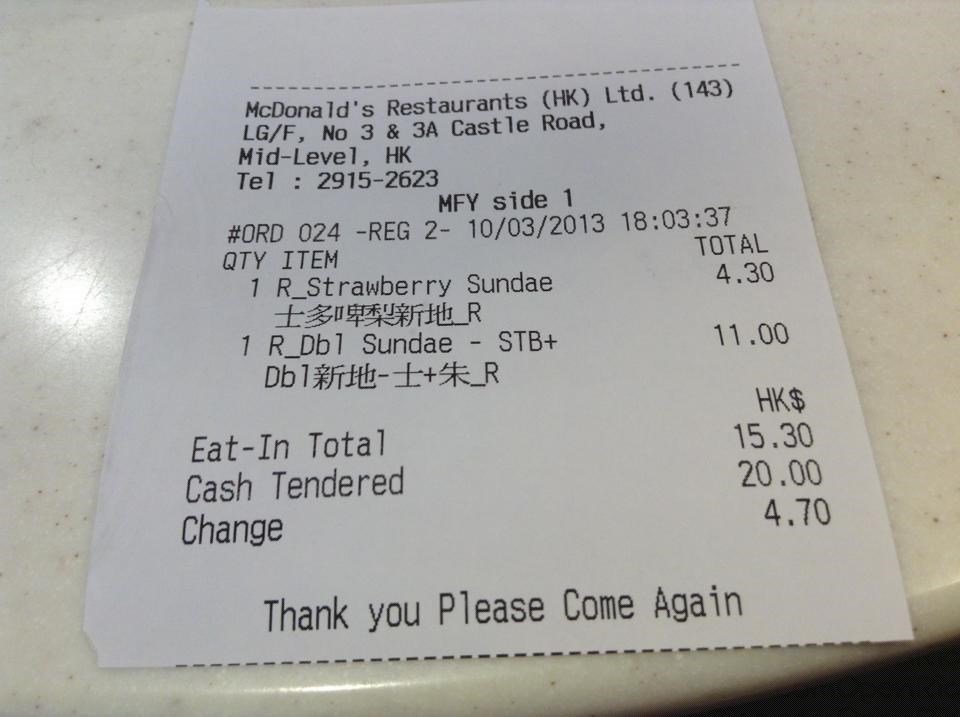 McDonald's Restaurants (HK) Ltd. (143)
LG/F, No 3 & 3A Castle Road,
Mid-Level, HK
Tel : 2915-2623
MFY side 1
#ORD 024 -REG 2- 10/03/2013 18:03:37
QTY ITEM TOTAL
1 R_Strawberry Sundae 4.30
士多啤梨新地_R
1 R_Dbl Sundae - STB+ 11.00
Dbl新地-士+朱_R
HK$
Eat-In Total 15.30
Cash Tendered 20.00
Change 4.70
Thank you Please Come Again